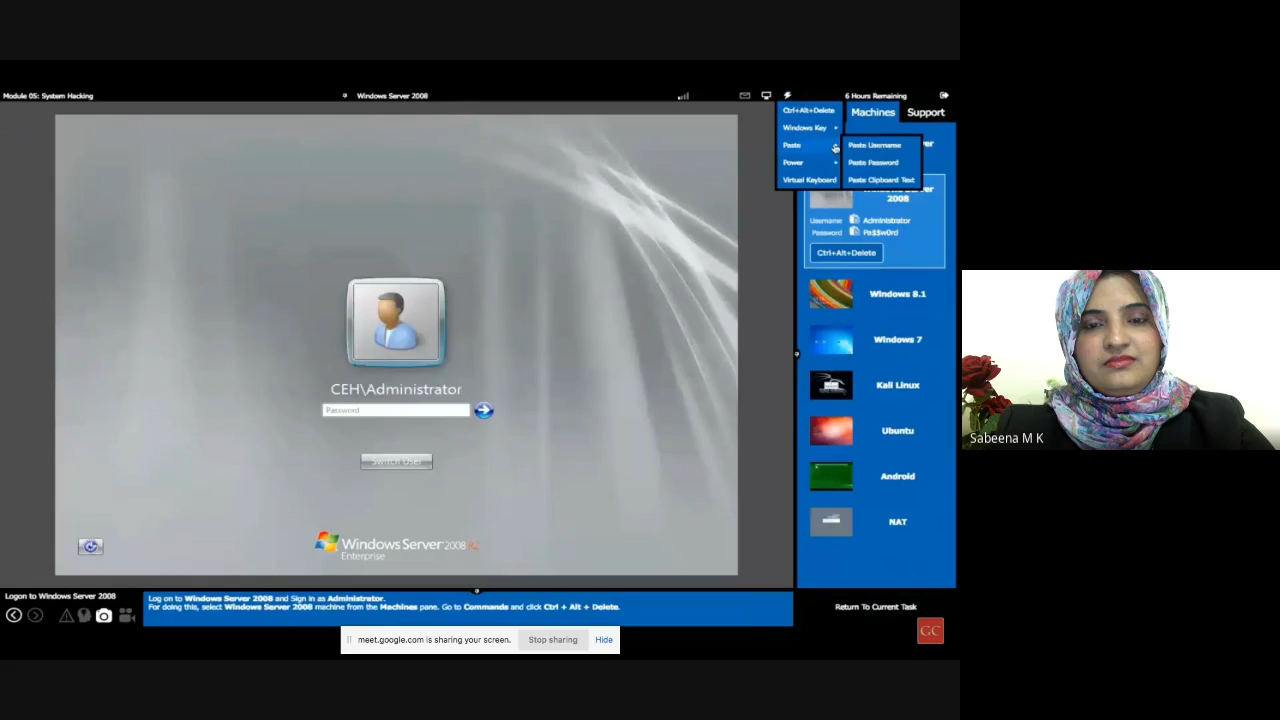 Module 05: System Hacking
Windows Server 2008
6 Hours Remaining
Ctrl+Alt+Delete
Windows Key
Paste
Power
Virtual Keyboard
Paste Username
Paste Password
Paste Clipboard Text
Machines
Support
2008
Username Administrator
Password Pa$$w0rd
Ctrl+Alt+Delete
Windows 8.1
Windows 7
Kali Linux
Ubuntu
Android
NAT
CEH\Administrator
Password
Switch User
Windows Server 2008 R2
Enterprise
Logon to Windows Server 2008
Log on to Windows Server 2008 and Sign in as Administrator.
For doing this, select Windows Server 2008 machine from the Machines pane. Go to Commands and click Ctrl + Alt + Delete.
Return To Current Task
GC
meet.google.com is sharing your screen.
Stop sharing
Hide
Sabeena M K